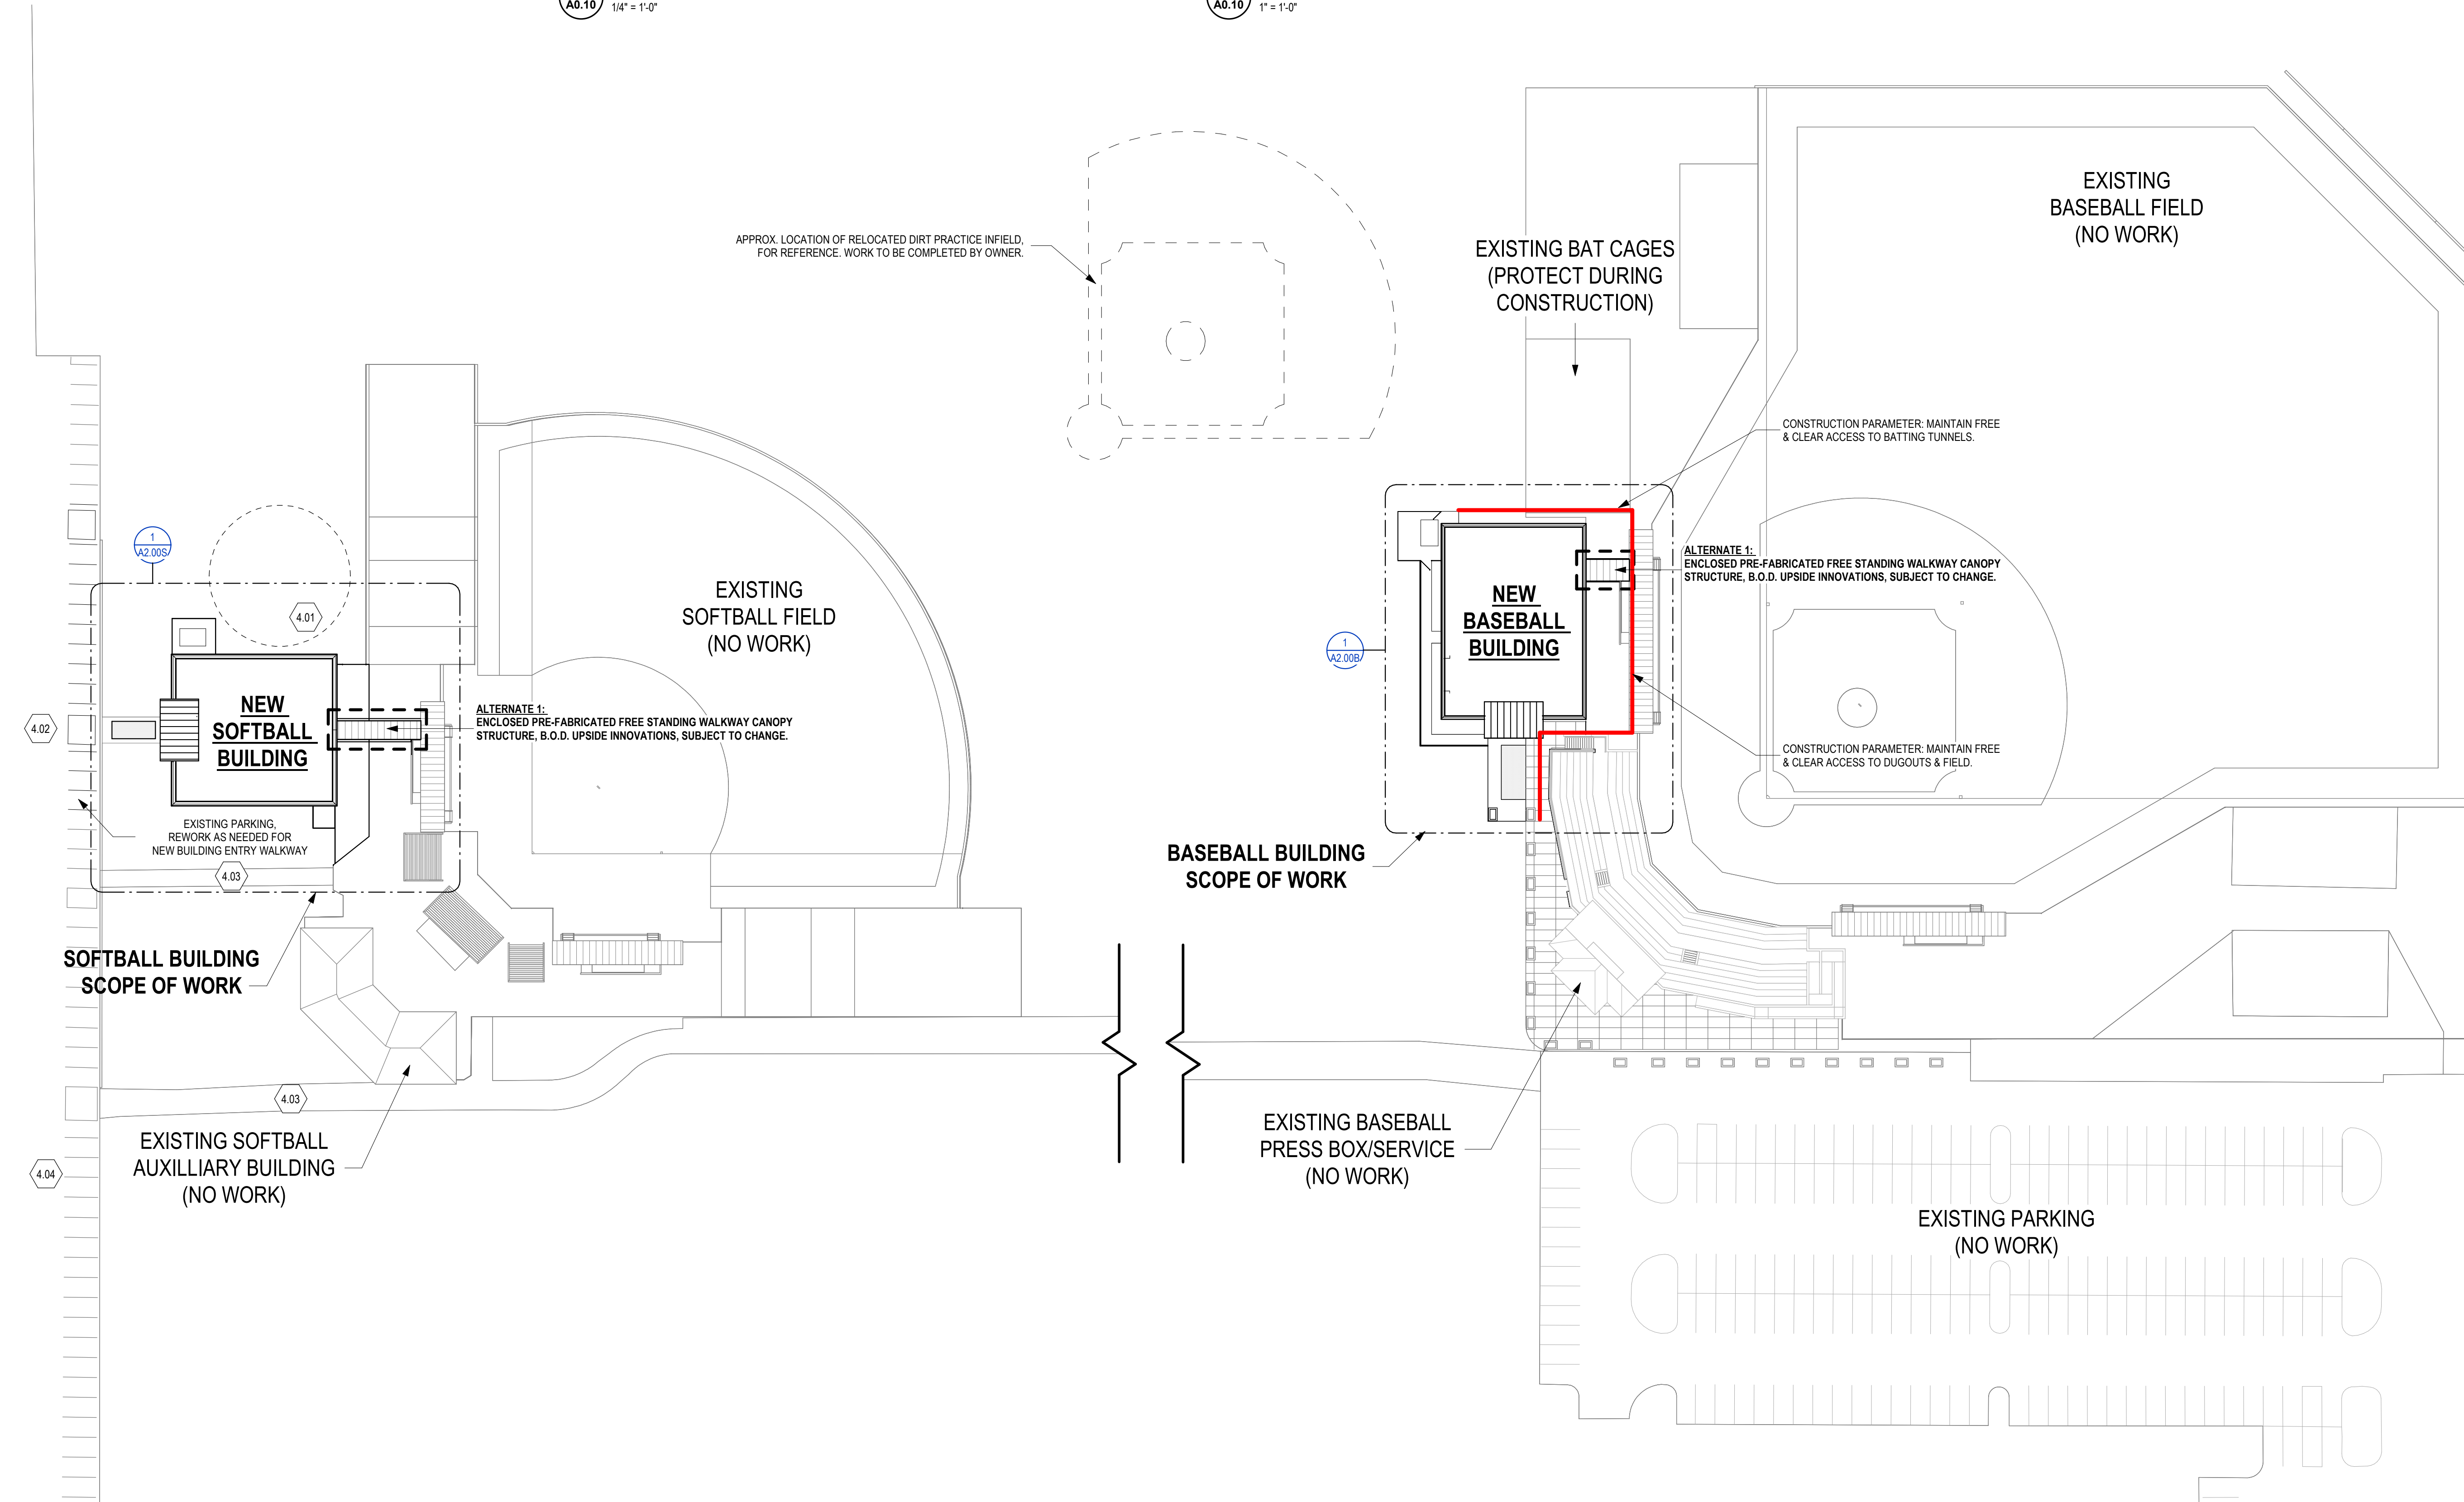 A0.10
1/4" = 1'-0"
A0.10
1" = 1'-0"
EXISTING
BASEBALL FIELD
(NO WORK)
APPROX. LOCATION OF RELOCATED DIRT PRACTICE INFIELD,
FOR REFERENCE. WORK TO BE COMPLETED BY OWNER.
EXISTING BAT CAGES
(PROTECT DURING
CONSTRUCTION)
CONSTRUCTION PARAMETER: MAINTAIN FREE
& CLEAR ACCESS TO BATTING TUNNELS.
1
A2.00S
4.01
EXISTING
SOFTBALL FIELD
(NO WORK)
ALTERNATE 1:
ENCLOSED PRE-FABRICATED FREE STANDING WALKWAY CANOPY
STRUCTURE, B.O.D. UPSIDE INNOVATIONS, SUBJECT TO CHANGE.
NEW
BASEBALL
BUILDING
1
A2.00B
4.02
NEW
SOFTBALL
BUILDING
ALTERNATE 1:
ENCLOSED PRE-FABRICATED FREE STANDING WALKWAY CANOPY
STRUCTURE, B.O.D. UPSIDE INNOVATIONS, SUBJECT TO CHANGE.
CONSTRUCTION PARAMETER: MAINTAIN FREE
& CLEAR ACCESS TO DUGOUTS & FIELD.
EXISTING PARKING,
REWORK AS NEEDED FOR
NEW BUILDING ENTRY WALKWAY
4.03
BASEBALL BUILDING
SCOPE OF WORK
SOFTBALL BUILDING
SCOPE OF WORK
4.03
EXISTING SOFTBALL
AUXILLIARY BUILDING
(NO WORK)
4.04
EXISTING BASEBALL
PRESS BOX/SERVICE
(NO WORK)
EXISTING PARKING
(NO WORK)